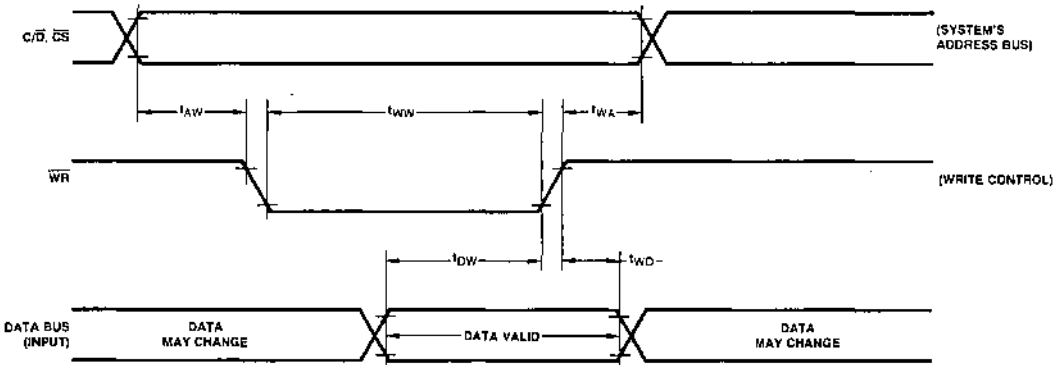 C/D̅, C̅S̅
(SYSTEM'S
ADDRESS BUS)
tAW
tWW
tWA
W̅R̅
(WRITE CONTROL)
tDW
tWD
DATA BUS
(INPUT)
DATA
MAY CHANGE
DATA VALID
DATA
MAY CHANGE